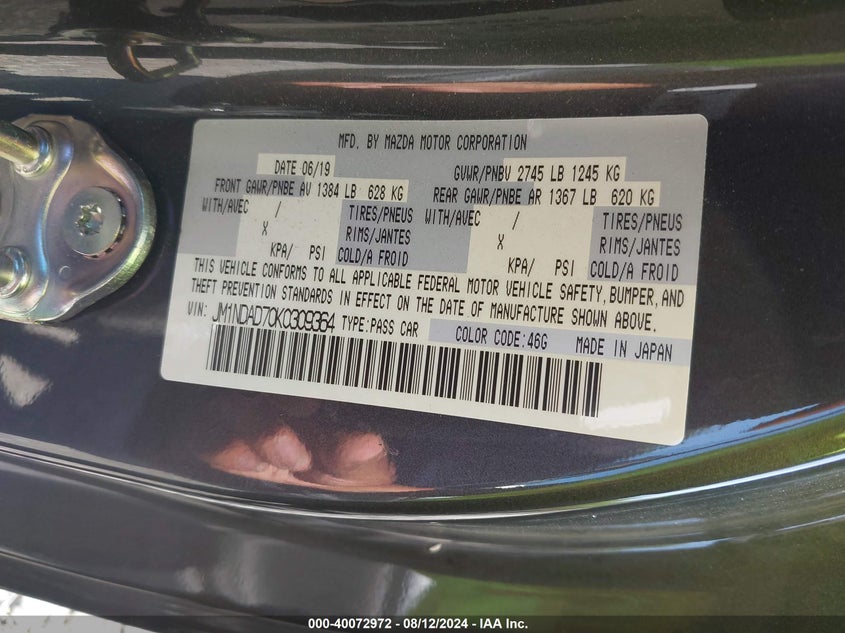 MFD. BY MAZDA MOTOR CORPORATION
DATE 06/19 GVWR/PNBV 2745 LB 1245 KG
FRONT GAWR/PNBE AV 1384 LB 628 KG REAR GAWR/PNBE AR 1367 LB 620 KG
WITH/AVEC / TIRES/PNEUS WITH/AVEC / TIRES/PNEUS
X RIMS/JANTES X RIMS/JANTES
KPA/ PSI COLD/A FROID KPA/ PSI COLD/A FROID
THIS VEHICLE CONFORMS TO ALL APPLICABLE FEDERAL MOTOR VEHICLE SAFETY, BUMPER, AND
THEFT PREVENTION STANDARDS IN EFFECT ON THE DATE OF MANUFACTURE SHOWN ABOVE.
VIN: JM1NDAD70K0309364 TYPE:PASS CAR COLOR CODE:46G MADE IN JAPAN
000-40072972 - 08/12/2024 - IAA Inc.